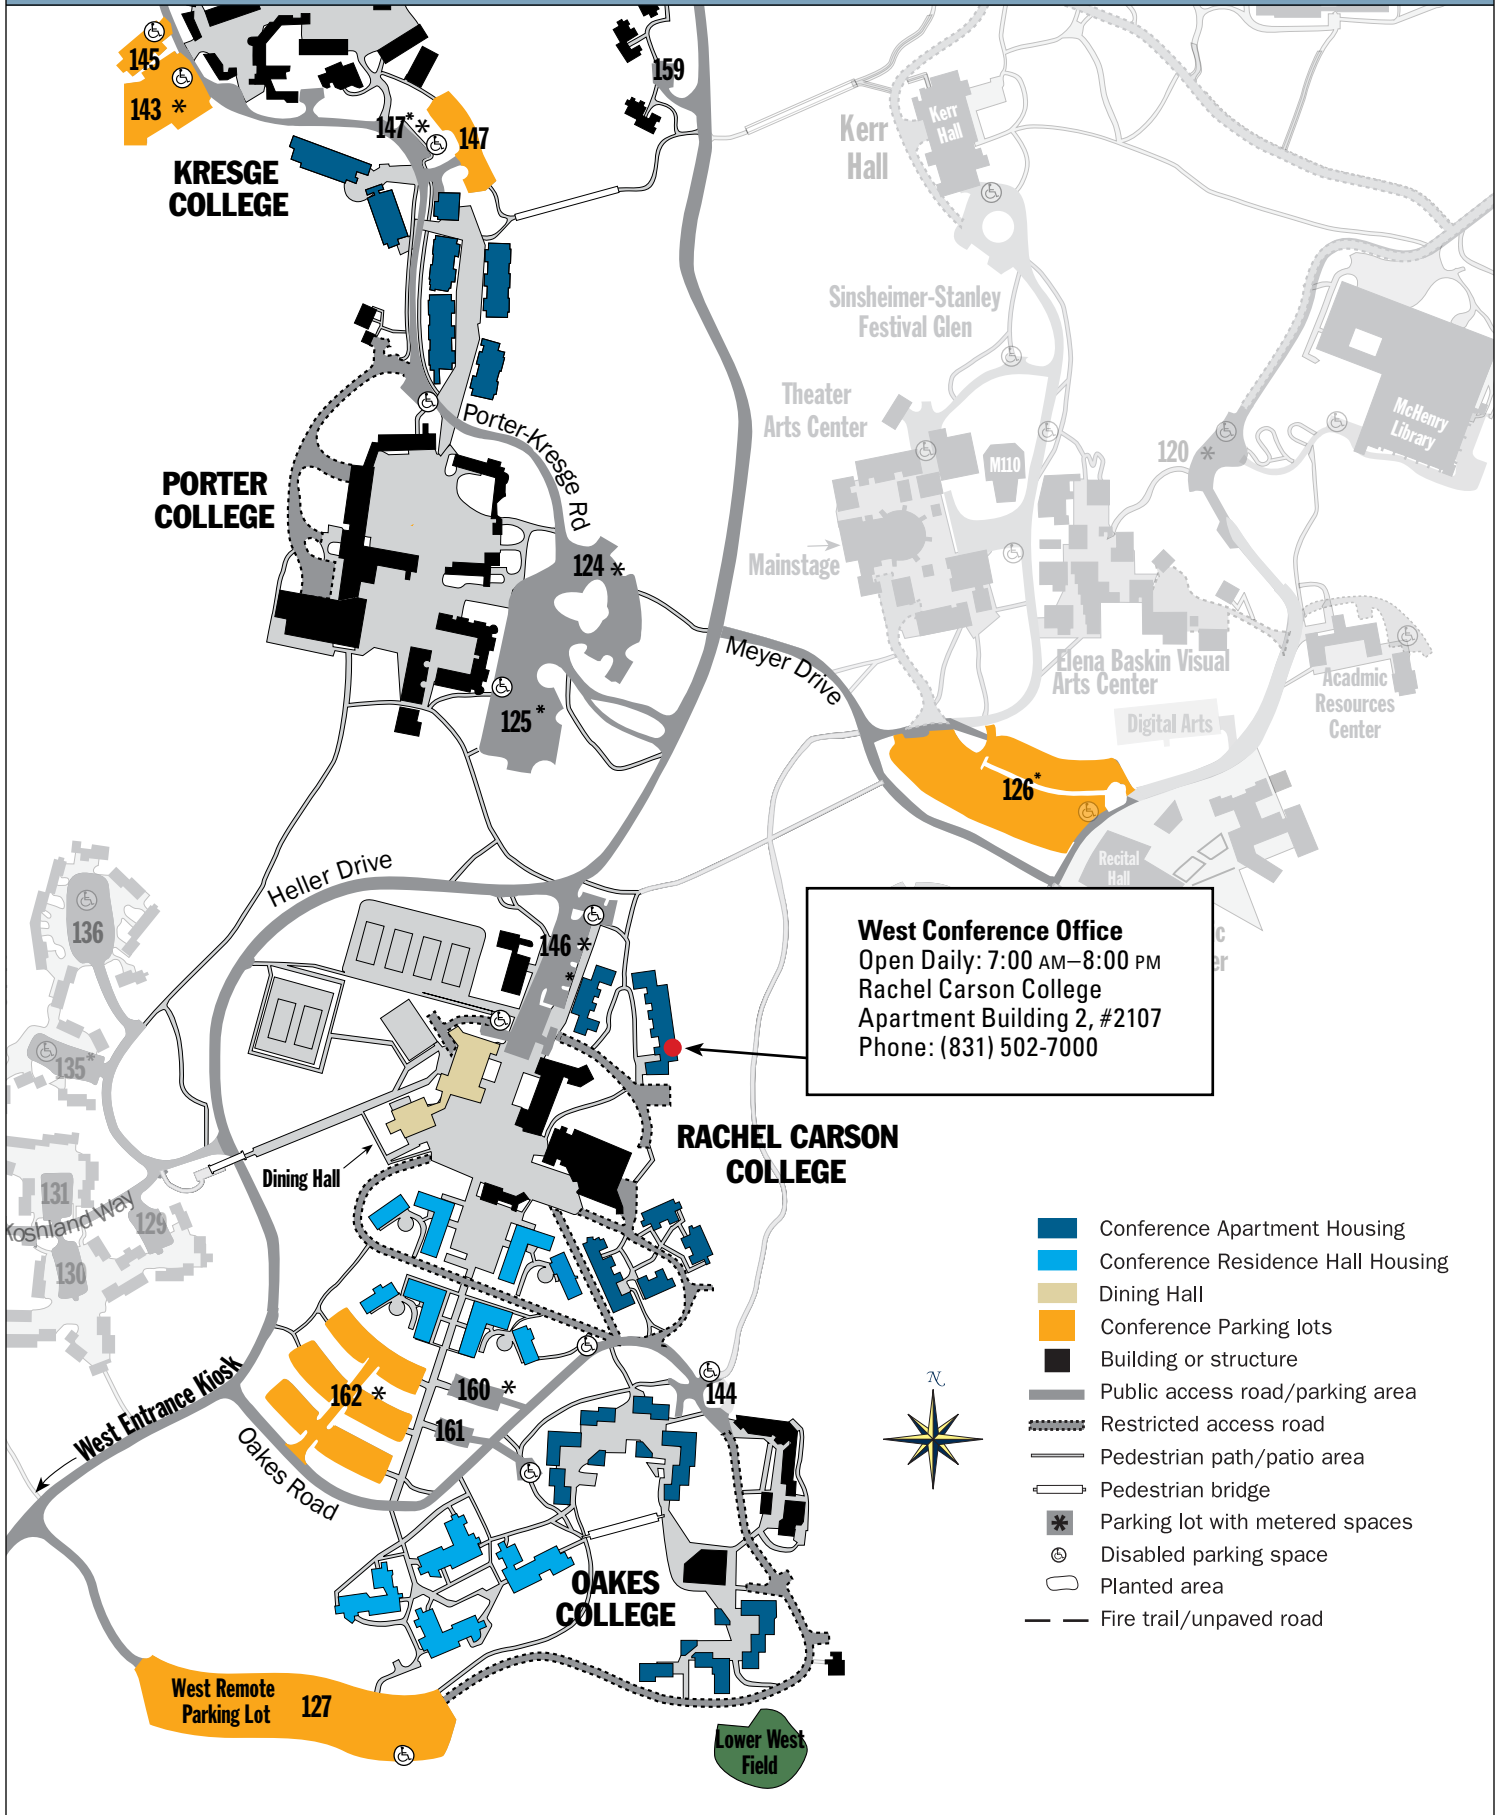 145
143 *
159
147* *
147
KRESGE
COLLEGE
Kerr
Hall
Kerr
Hall
Sinsheimer-Stanley
Festival Glen
Theater
Arts Center
McHenry
Library
Porter-Kresge Rd
M110
120 *
PORTER
COLLEGE
Mainstage
124 *
Meyer Drive
Elena Baskin Visual
Arts Center
Acadmic
Resources
Center
125 *
Digital Arts
126*
Recital
Hall
Heller Drive
136
146 *
*
West Conference Office
Open Daily: 7:00 AM–8:00 PM
Rachel Carson College
Apartment Building 2, #2107
Phone: (831) 502-7000
c
er
135*
RACHEL CARSON
COLLEGE
Dining Hall
131
Koshland Way
129
130
N
Conference Apartment Housing
Conference Residence Hall Housing
Dining Hall
Conference Parking lots
Building or structure
Public access road/parking area
Restricted access road
Pedestrian path/patio area
Pedestrian bridge
* Parking lot with metered spaces
Disabled parking space
Planted area
Fire trail/unpaved road
West Entrance Kiosk
162 *
160 *
161
144
Oakes Road
OAKES
COLLEGE
West Remote
Parking Lot
127
Lower West
Field